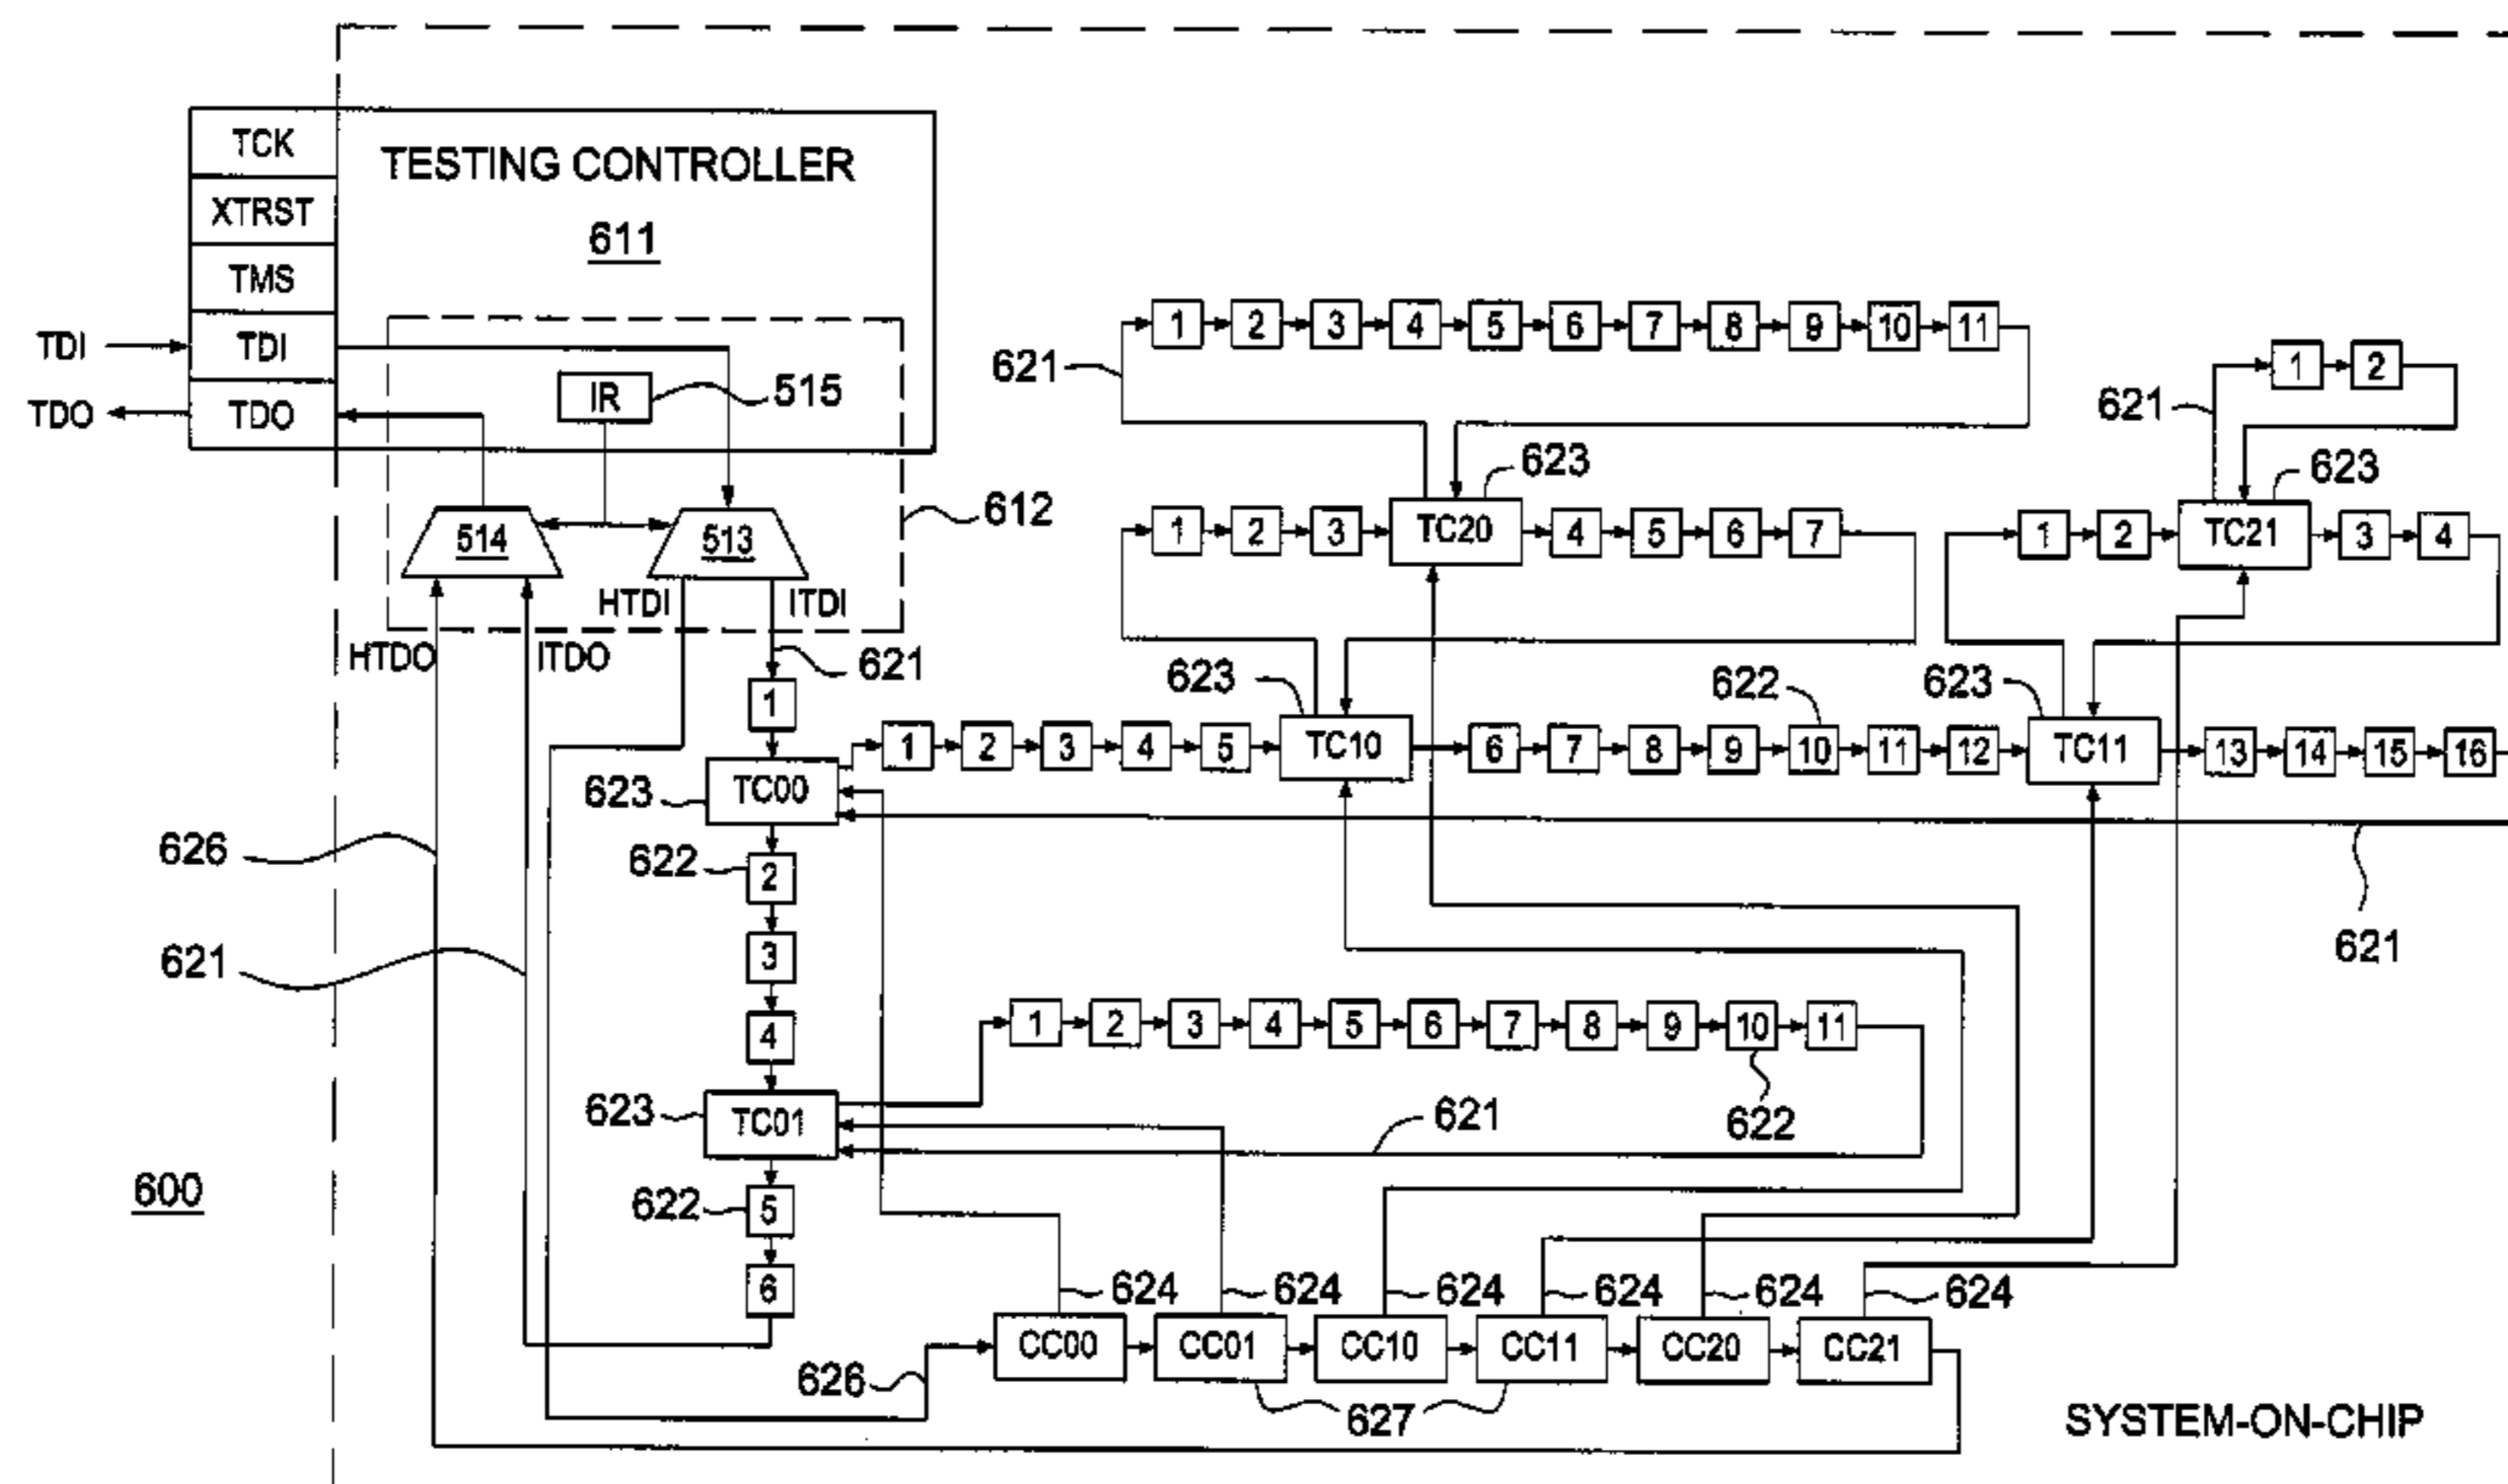 TCK
TESTING CONTROLLER
XTRST
611
TMS
TDI
TDI
TDO
TDO
IR
515
612
514
513
HTDI
ITDI
HTDO
ITDO
621
1
TC00
623
622
2
3
4
TC01
623
622
5
6
626
621
600
621
1 2 3 4 5 6 7 8 9 10 11
621
1 2
623
623
1 2 3 TC20 4 5 6 7
1 2 TC21 3 4
623
622
623
1 2 3 4 5 TC10 6 7 8 9 10 11 12 TC11 13 14 15 16
621
1 2 3 4 5 6 7 8 9 10 11
621
622
624 624 624 624 624 624
CC00 CC01 CC10 CC11 CC20 CC21
626
627
SYSTEM-ON-CHIP